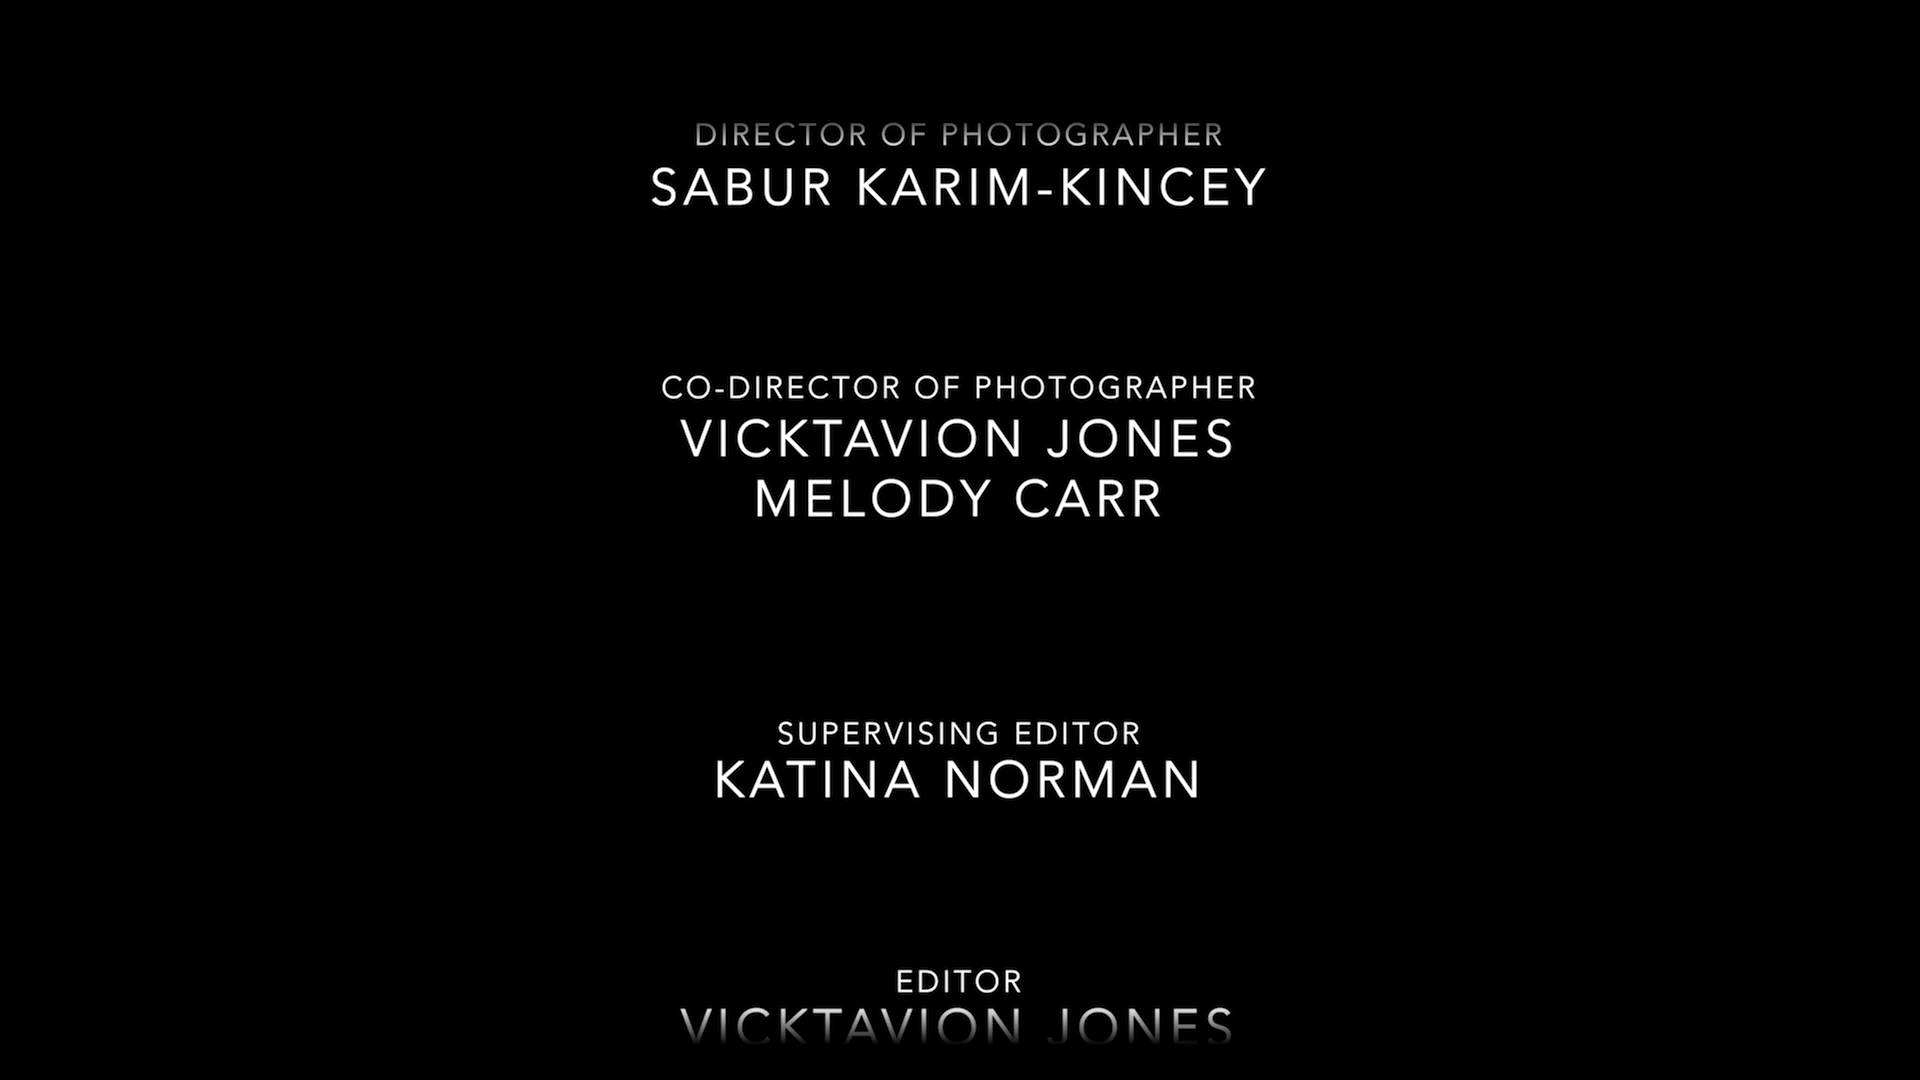 DIRECTOR OF PHOTOGRAPHER
SABUR KARIM-KINCEY
CO-DIRECTOR OF PHOTOGRAPHER
VICKTAVION JONES
MELODY CARR
SUPERVISING EDITOR
KATINA NORMAN
EDITOR
VICKTAVION JONES